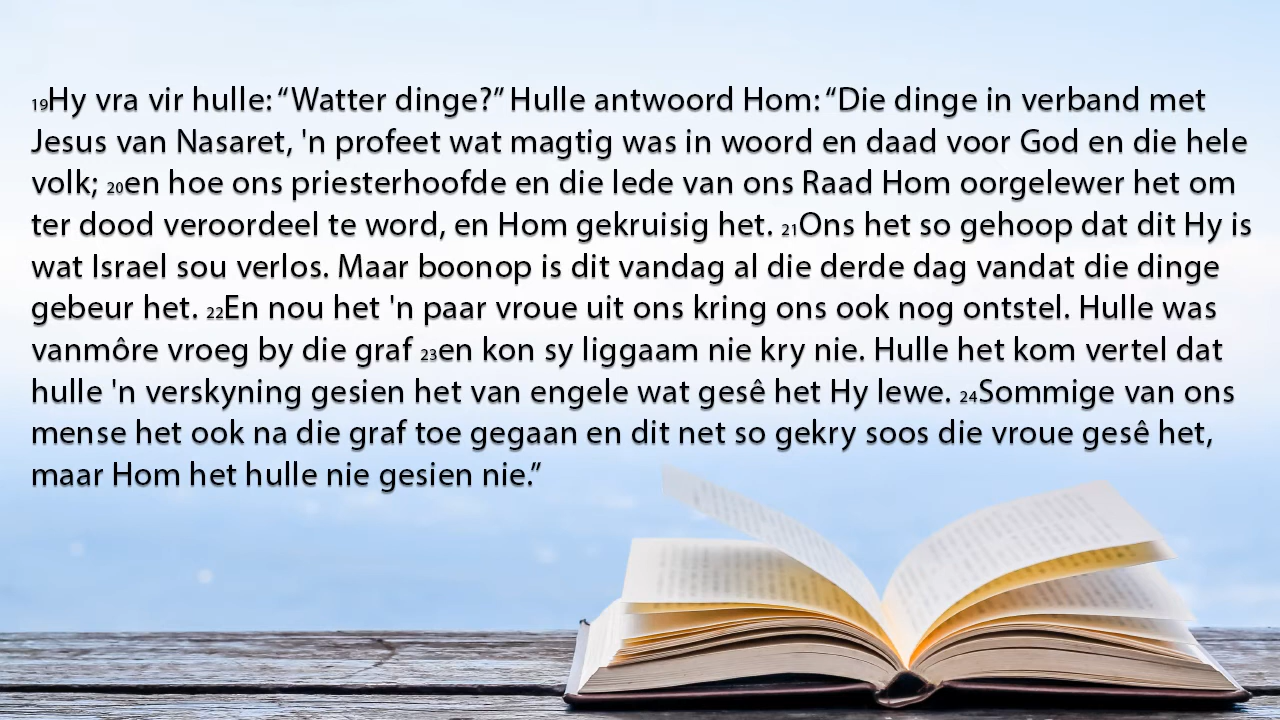 19Hy vra vir hulle: “Watter dinge?” Hulle antwoord Hom: “Die dinge in verband met
Jesus van Nasaret, 'n profeet wat magtig was in woord en daad voor God en die hele
volk; 20en hoe ons priesterhoofde en die lede van ons Raad Hom oorgelewer het om
ter dood veroordeel te word, en Hom gekruisig het. 21Ons het so gehoop dat dit Hy is
wat Israel sou verlos. Maar boonop is dit vandag al die derde dag vandat die dinge
gebeur het. 22En nou het 'n paar vroue uit ons kring ons ook nog ontstel. Hulle was
vanmôre vroeg by die graf 23en kon sy liggaam nie kry nie. Hulle het kom vertel dat
hulle 'n verskyning gesien het van engele wat gesê het Hy lewe. 24Sommige van ons
mense het ook na die graf toe gegaan en dit net so gekry soos die vroue gesê het,
maar Hom het hulle nie gesien nie.”